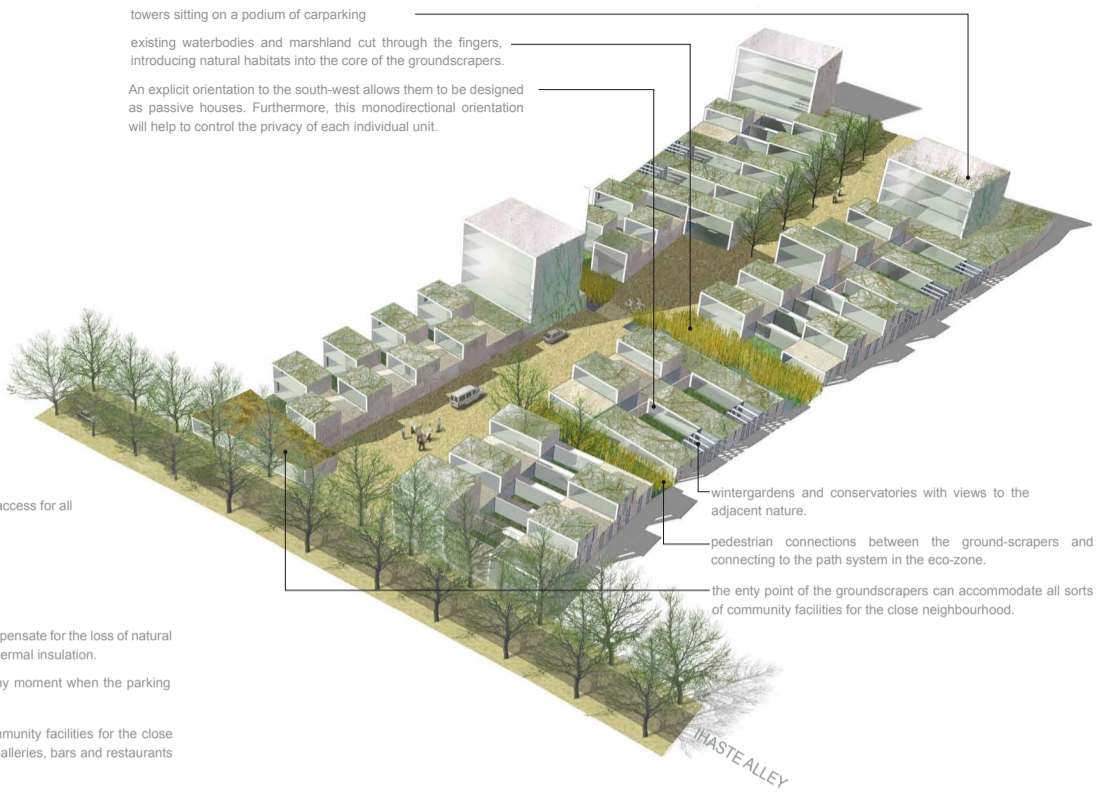 towers sitting on a podium of carparking
existing waterbodies and marshland cut through the fingers,
introducing natural habitats into the core of the groundscrapers.
An explicit orientation to the south-west allows them to be designed
as passive houses. Furthermore, this monodirectional orientation
will help to control the privacy of each individual unit.
access for all
wintergardens and conservatories with views to the
adjacent nature.
pedestrian connections between the ground-scrapers and
connecting to the path system in the eco-zone.
the enty point of the groundscrapers can accommodate all sorts
of community facilities for the close neighbourhood.
pensate for the loss of natural
ermal insulation.
ny moment when the parking
munity facilities for the close
alleries, bars and restaurants
IHASTE ALLEY